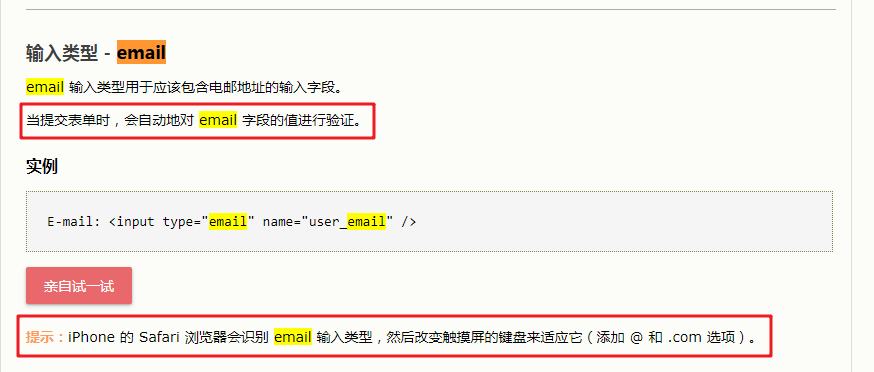 输入类型 - email
email 输入类型用于应该包含电邮地址的输入字段。
当提交表单时，会自动地对 email 字段的值进行验证。
实例
E-mail: <input type="email" name="user_email" />
亲自试一试
提示：iPhone 的 Safari 浏览器会识别 email 输入类型，然后改变触摸屏的键盘来适应它（添加 @ 和 .com 选项）。